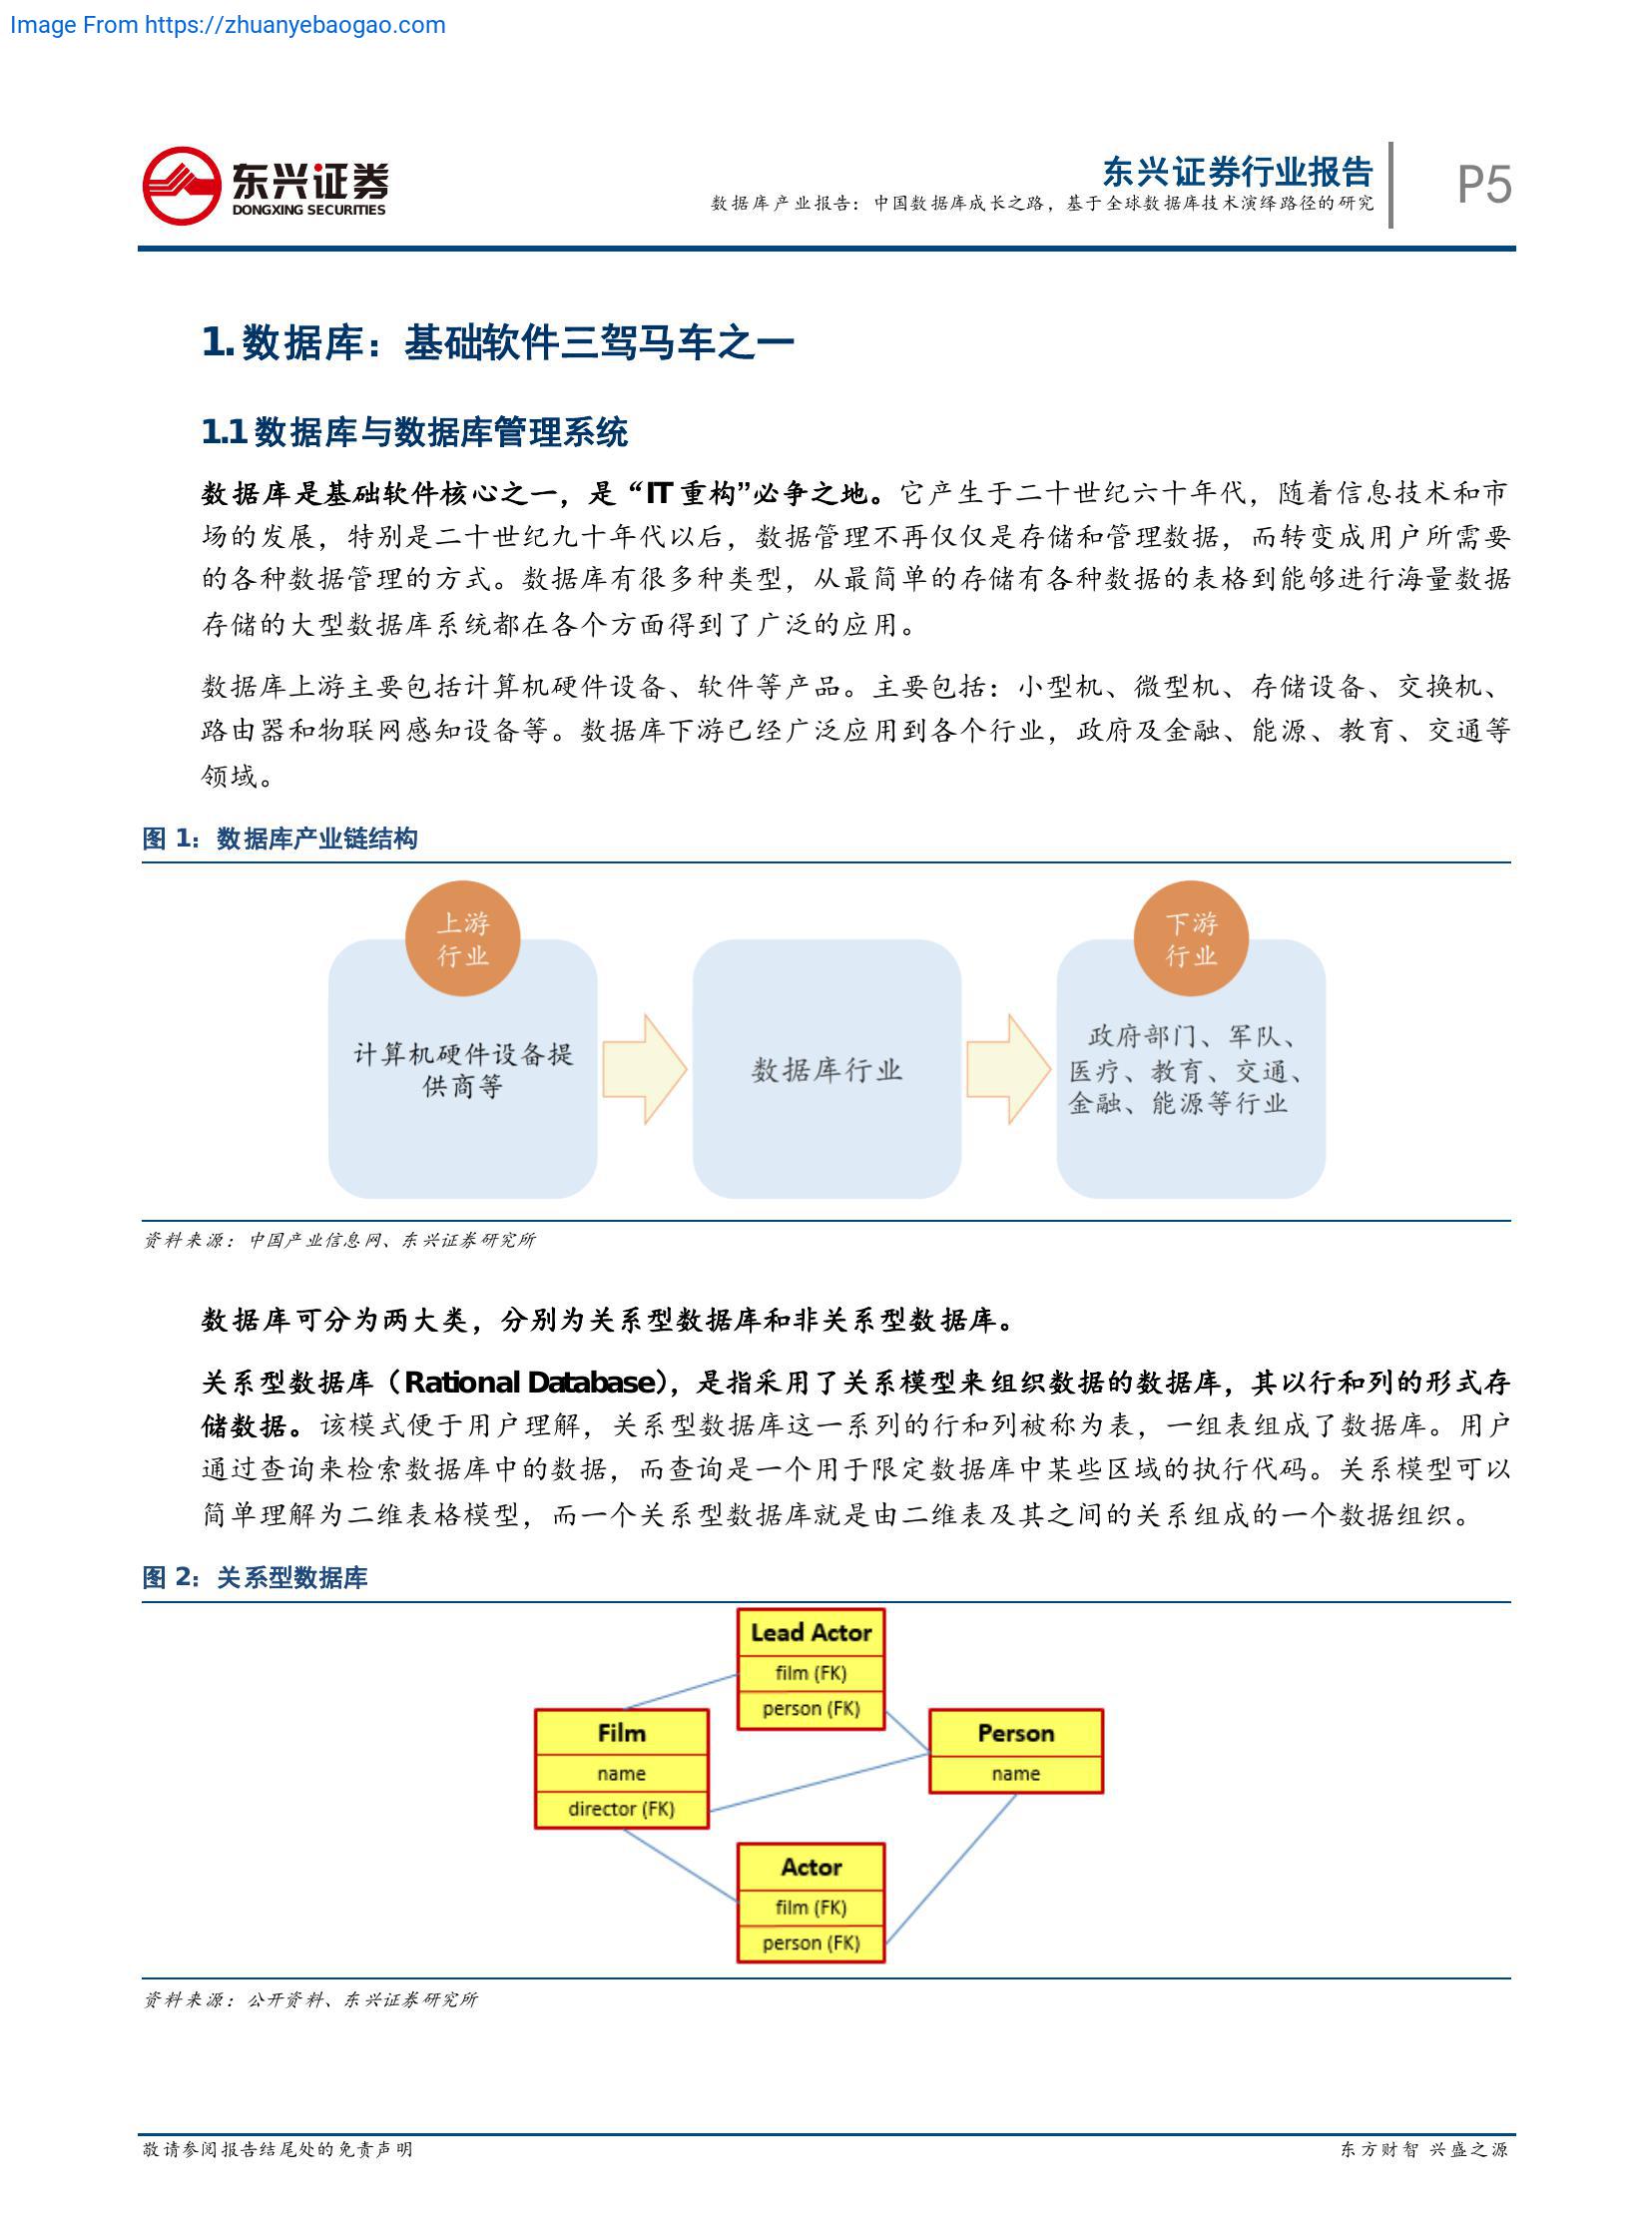 Image From https://zhuanyebaogao.com
东兴证券
DONGXING SECURITIES
东兴证券行业报告
数据库产业报告：中国数据库成长之路，基于全球数据库技术演绎路径的研究
P5
1.数据库：基础软件三驾马车之一
1.1数据库与数据库管理系统
数据库是基础软件核心之一，是“IT重构”必争之地。它产生于二十世纪六十年代，随着信息技术和市
场的发展，特别是二十世纪九十年代以后，数据管理不再仅仅是存储和管理数据，而转变成用户所需要
的各种数据管理的方式。数据库有很多种类型，从最简单的存储有各种数据的表格到能够进行海量数据
存储的大型数据库系统都在各个方面得到了广泛的应用。
数据库上游主要包括计算机硬件设备、软件等产品。主要包括：小型机、微型机、存储设备、交换机、
路由器和物联网感知设备等。数据库下游已经广泛应用到各个行业，政府及金融、能源、教育、交通等
领域。
图 1：数据库产业链结构
上游
行业
计算机硬件设备提
供商等
数据库行业
下游
行业
政府部门、军队、
医疗、教育、交通、
金融、能源等行业
资料来源：中国产业信息网、东兴证券研究所
数据库可分为两大类，分别为关系型数据库和非关系型数据库。
关系型数据库（Rational Database），是指采用了关系模型来组织数据的数据库，其以行和列的形式存
储数据。该模式便于用户理解，关系型数据库这一系列的行和列被称为表，一组表组成了数据库。用户
通过查询来检索数据库中的数据，而查询是一个用于限定数据库中某些区域的执行代码。关系模型可以
简单理解为二维表格模型，而一个关系型数据库就是由二维表及其之间的关系组成的一个数据组织。
图 2：关系型数据库
Lead Actor
film (FK)
person (FK)
Film
name
director (FK)
Person
name
Actor
film (FK)
person (FK)
资料来源：公开资料、东兴证券研究所
敬请参阅报告结尾处的免责声明
东方财智 兴盛之源